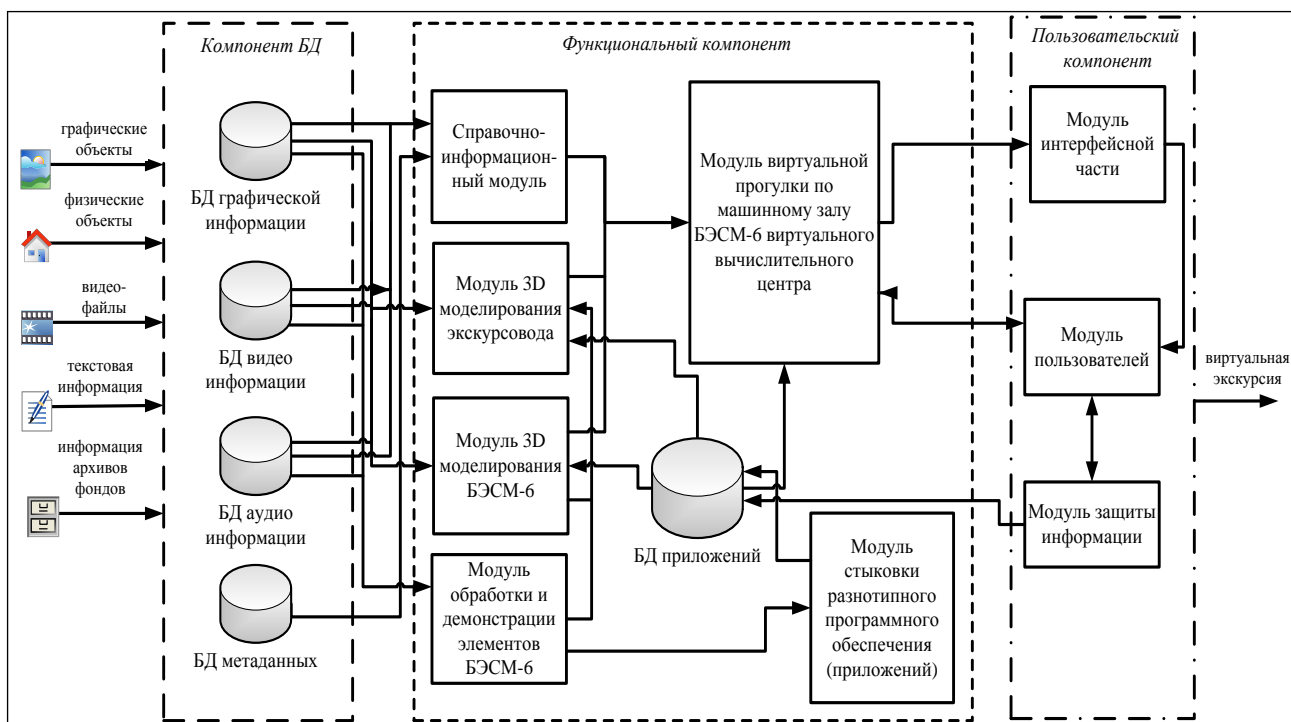 Компонент БД
Функциональный компонент
Пользовательский
компонент
графические
объекты
физические
объекты
видео-
файлы
текстовая
информация
информация
архивов
фондов
БД графической
информации
БД видео
информации
БД аудио
информации
БД метаданных
Справочно-
информацион-
ный модуль
Модуль 3D
моделирования
экскурсовода
Модуль 3D
моделирования
БЭСМ-6
Модуль
обработки и
демонстрации
элементов
БЭСМ-6
Модуль виртуальной
прогулки по
машинному залу
БЭСМ-6 виртуального
вычислительного
центра
БД приложений
Модуль
стыковки
разнотипного
программного
обеспечения
(приложений)
Модуль
интерфейсной
части
Модуль
пользователей
Модуль защиты
информации
виртуальная
экскурсия